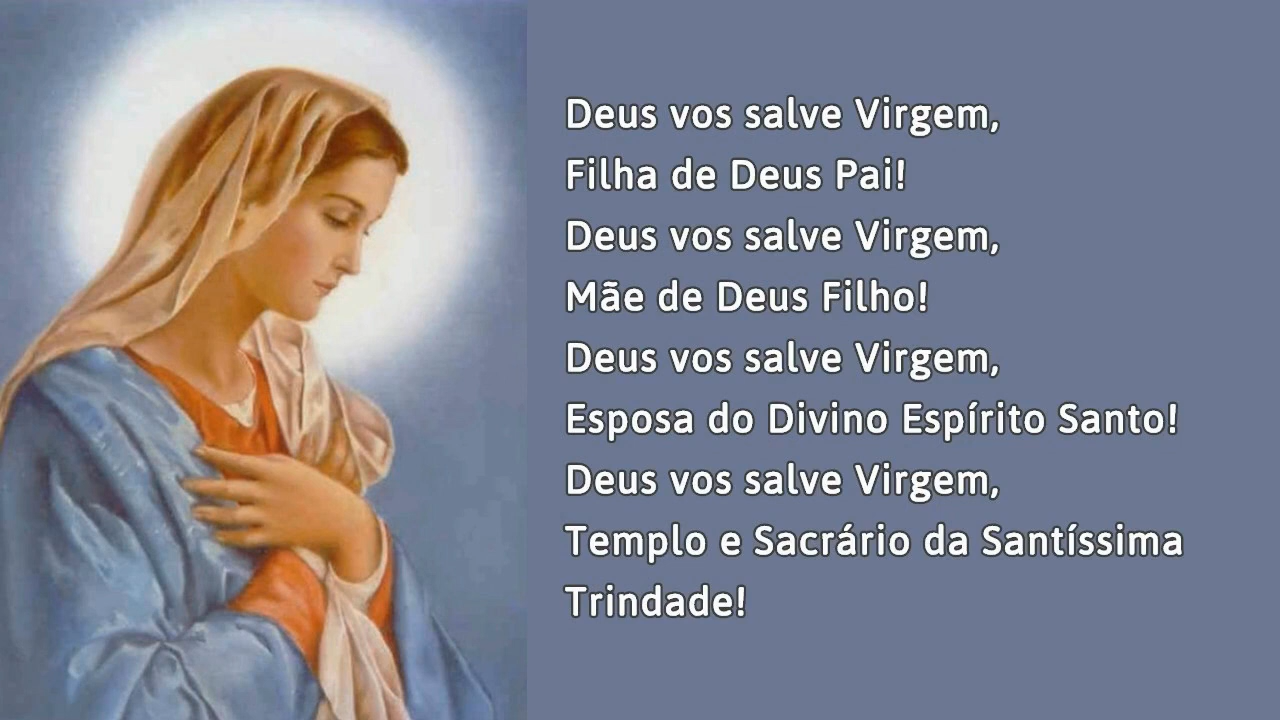 Deus vos salve Virgem,
Filha de Deus Pai!
Deus vos salve Virgem,
Mãe de Deus Filho!
Deus vos salve Virgem,
Esposa do Divino Espírito Santo!
Deus vos salve Virgem,
Templo e Sacrário da Santíssima
Trindade!